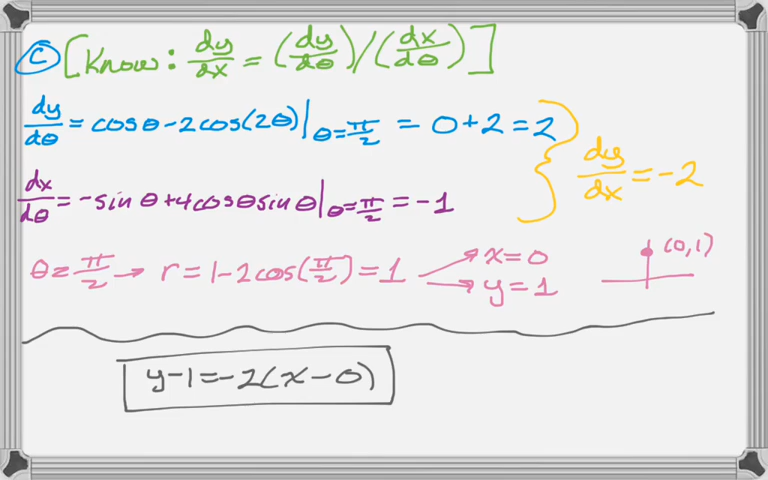 C [Know: dy/dx = (dy/dθ)/(dx/dθ)]
dy/dθ = cosθ - 2cos(2θ)|θ=π/2 = 0+2=2
dy/dx = -2
dx/dθ = -sinθ+4cosθsinθ|θ=π/2 = -1
θ=π/2 → r=1-2cos(π/2)=1
x=0
y=1
(0,1)
y-1=-2(x-0)